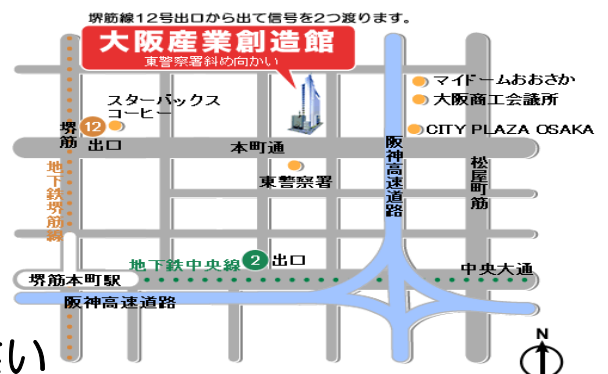 堺筋線12号出口から出て信号を2つ渡ります。
大阪産業創造館
東警察署斜め向かい
マイドームおおさか
大阪商工会議所
CITY PLAZA OSAKA
スターバックス
コーヒー
堺筋
12
出口
本町通
阪神高速道路
松屋町筋
東警察署
地下鉄堺筋線
地下鉄中央線
2
出口
中央大通
堺筋本町駅
阪神高速道路
N
い